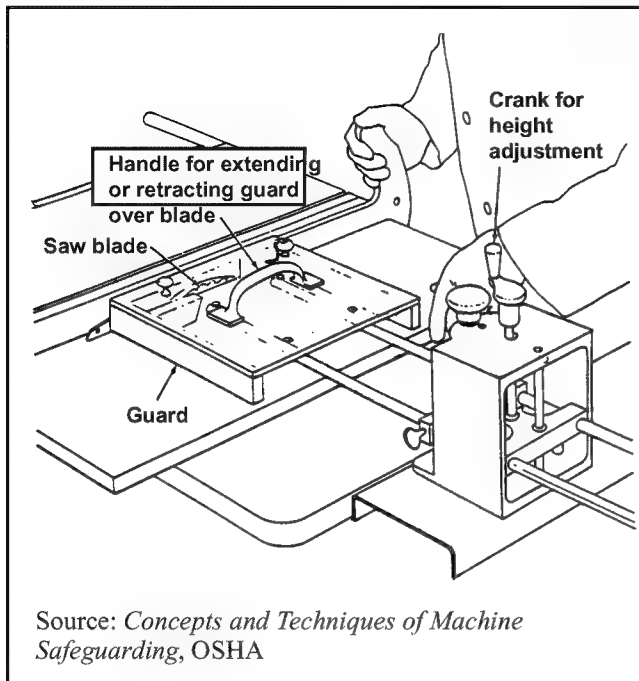 Crank for
height
adjustment
Handle for extending
or retracting guard
over blade
Saw blade
Guard
Source: Concepts and Techniques of Machine
Safeguarding, OSHA